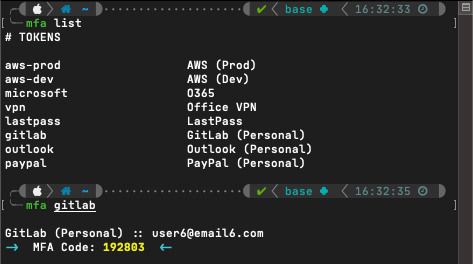 ~ base 16:32:33
mfa list
# TOKENS
aws-prod AWS (Prod)
aws-dev AWS (Dev)
microsoft O365
vpn Office VPN
lastpass LastPass
gitlab GitLab (Personal)
outlook Outlook (Personal)
paypal PayPal (Personal)
~ base 16:32:35
mfa gitlab
GitLab (Personal) :: user6@email6.com
→ MFA Code: 192803 ←